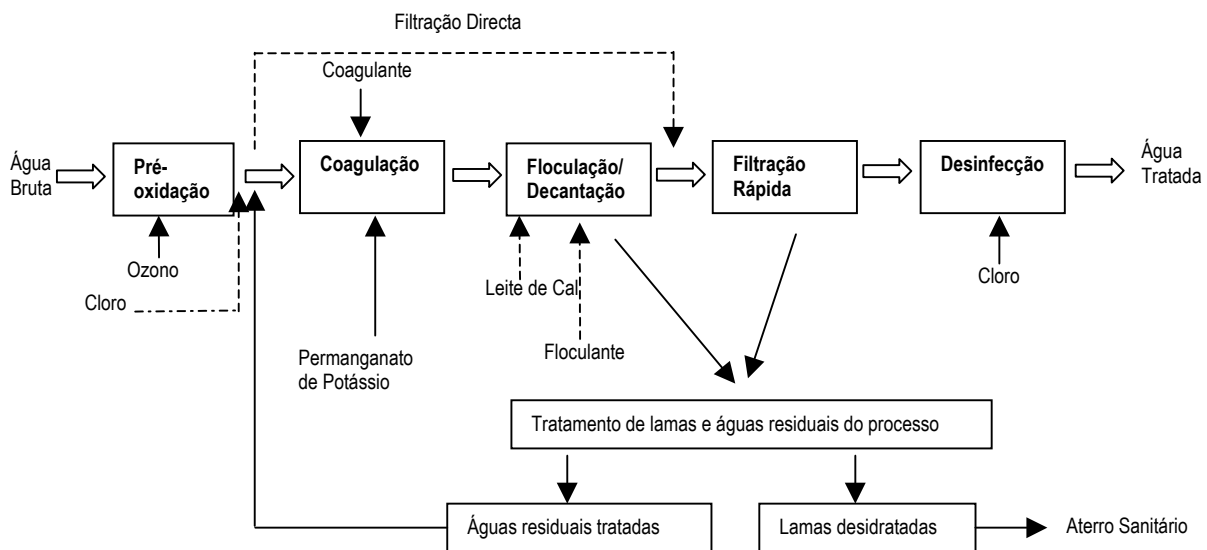 Filtração Directa
Coagulante
Água
Bruta
Pré-
oxidação
Coagulação
Floculação/
Decantação
Filtração
Rápida
Desinfecção
Água
Tratada
Ozono
Cloro
Leite de Cal
Cloro
Permanganato
de Potássio
Floculante
Tratamento de lamas e águas residuais do processo
Águas residuais tratadas
Lamas desidratadas
Aterro Sanitário